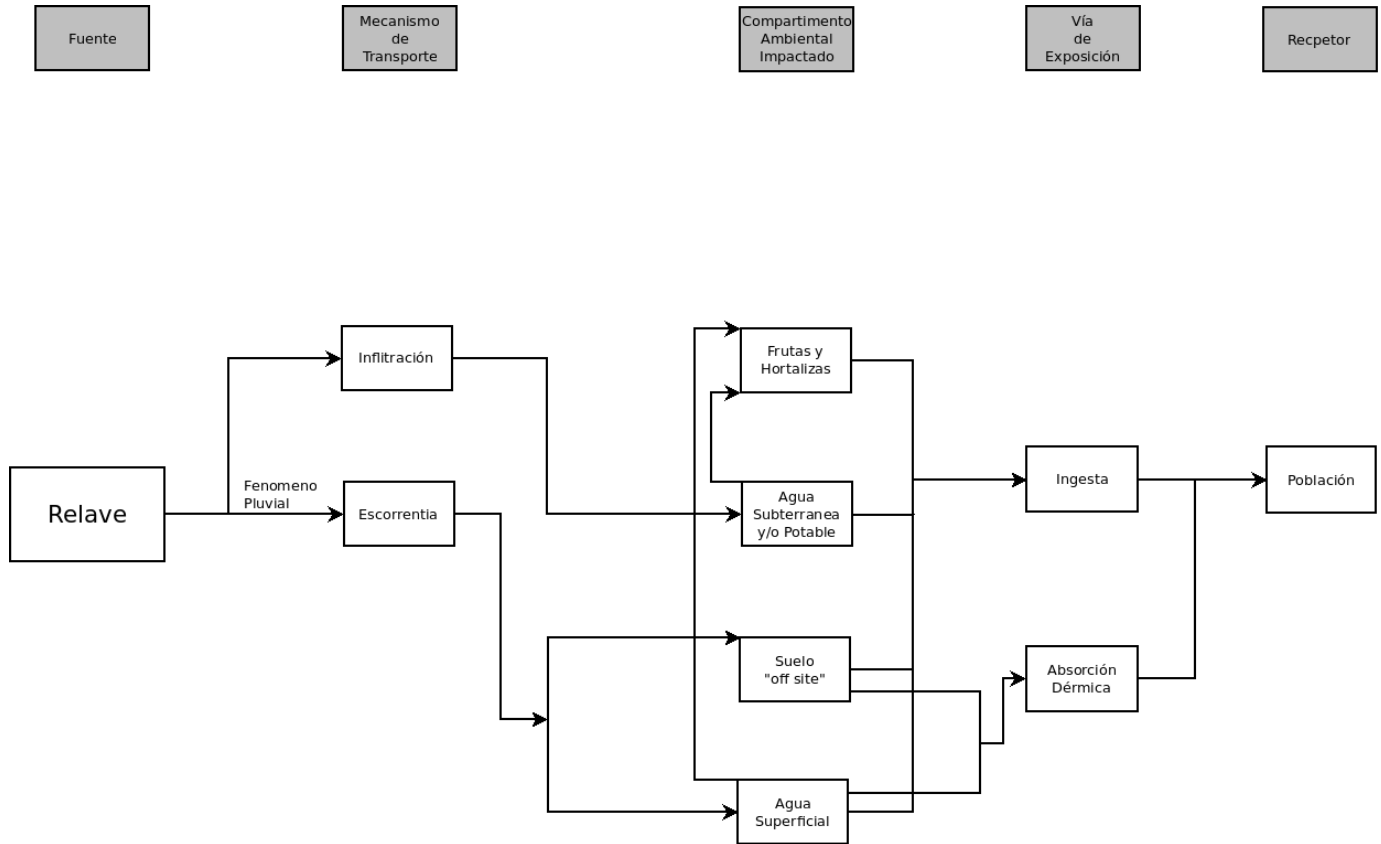 Fuente
Mecanismo
de
Transporte
Compartimento
Ambiental
Impactado
Vía
de
Exposición
Recpetor
Frutas y
Hortalizas
Inflitración
Relave
Fenomeno
Pluvial
Escorrentia
Agua
Subterranea
y/o Potable
Ingesta
Población
Suelo
"off site"
Absorción
Dérmica
Agua
Superficial